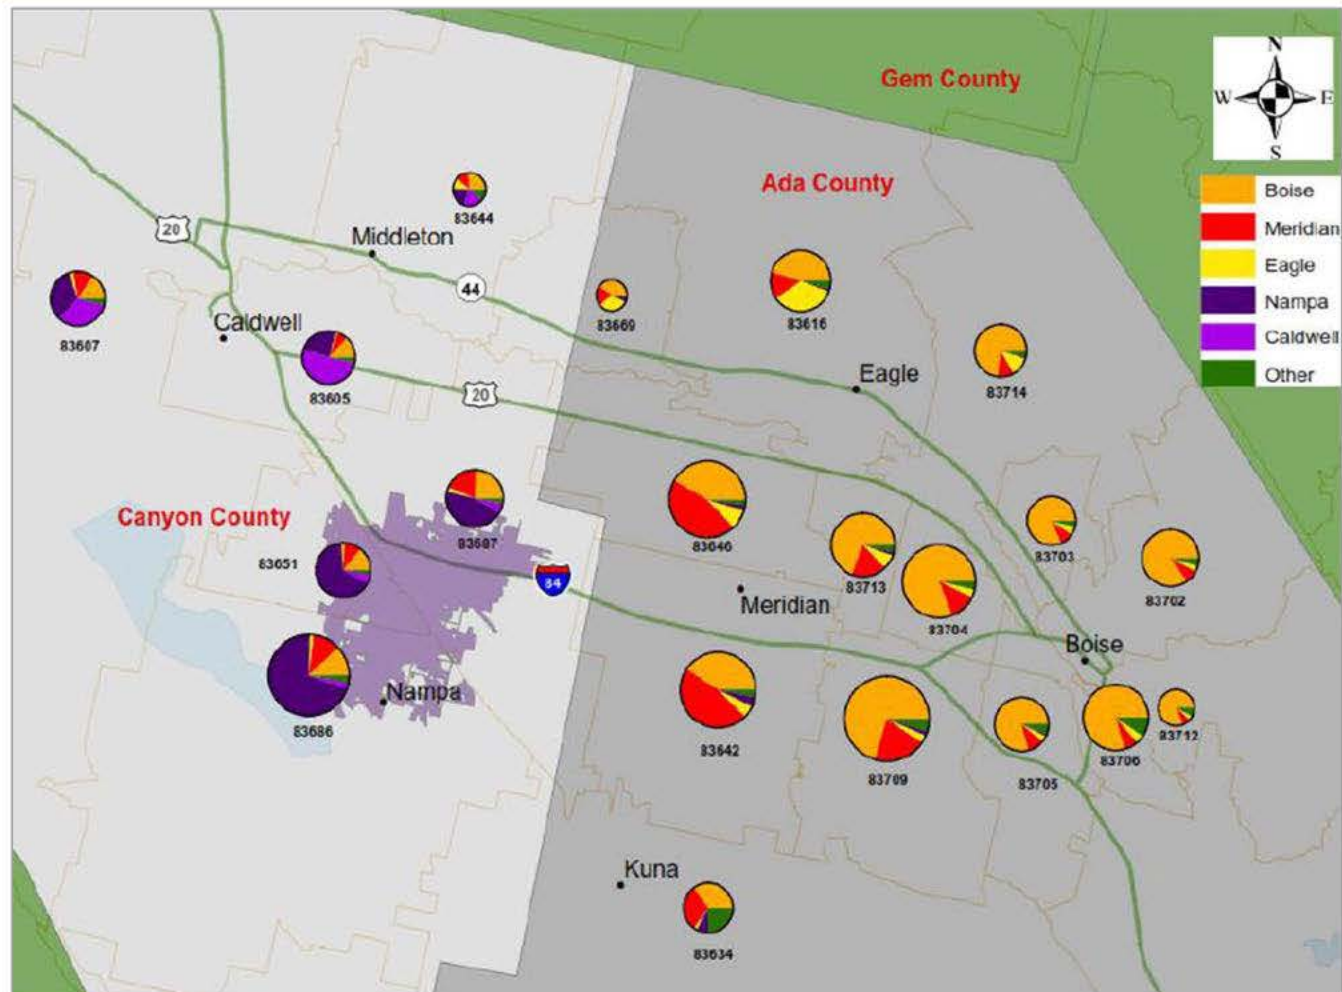 N
Gem County
W E
S
Ada County
Boise
83644
Meridian
20
Middleton
Eagle
44
Nampa
83669
83616
Caldwell
Caldwell
83607
Other
83605
20
Eagle
83714
Canyon County
83687
83651
84
83646
83713
83703
83702
Meridian
83704
Boise
Nampa
83686
83642
83709
83705
83706
83712
Kuna
83634